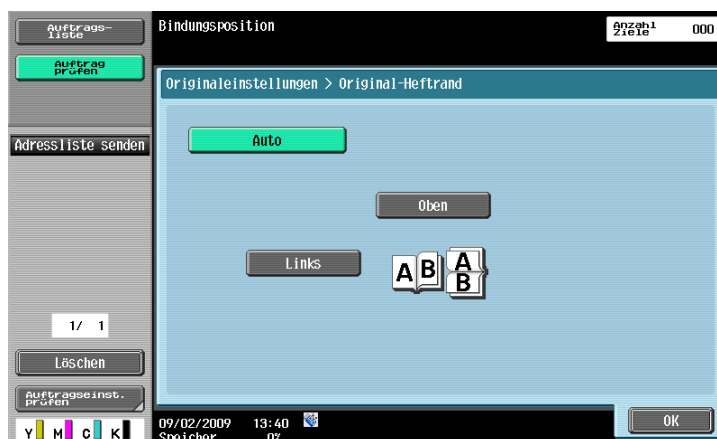 Auftrags-
liste
Auftrag
prüfen
Adressliste senden
1/ 1
Löschen
Auftragseinst.
prüfen
Y M C K
Bindungsposition
Anzahl
Ziele 000
Originaleinstellungen > Original-Heftrand
Auto
Oben
Links
A B A
B
09/02/2009 13:40
Speicher 0%
OK